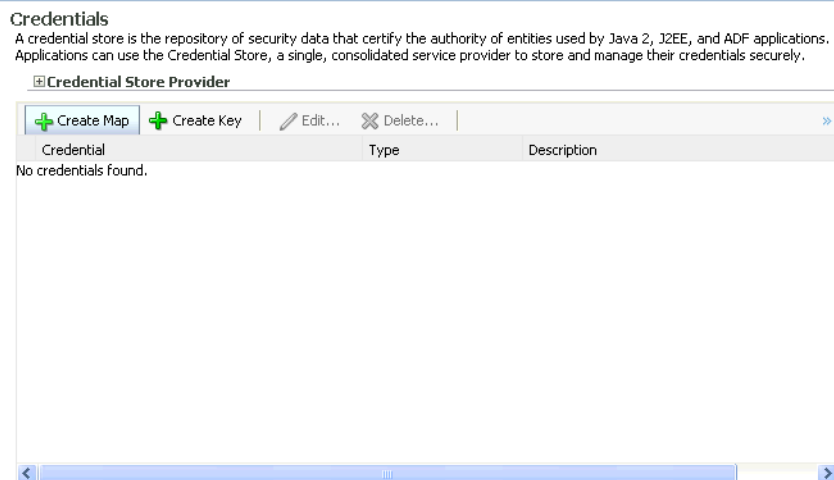 Credentials
A credential store is the repository of security data that certify the authority of entities used by Java 2, J2EE, and ADF applications.
Applications can use the Credential Store, a single, consolidated service provider to store and manage their credentials securely.
Credential Store Provider
Create Map Create Key Edit... Delete... »
Credential Type Description
No credentials found.